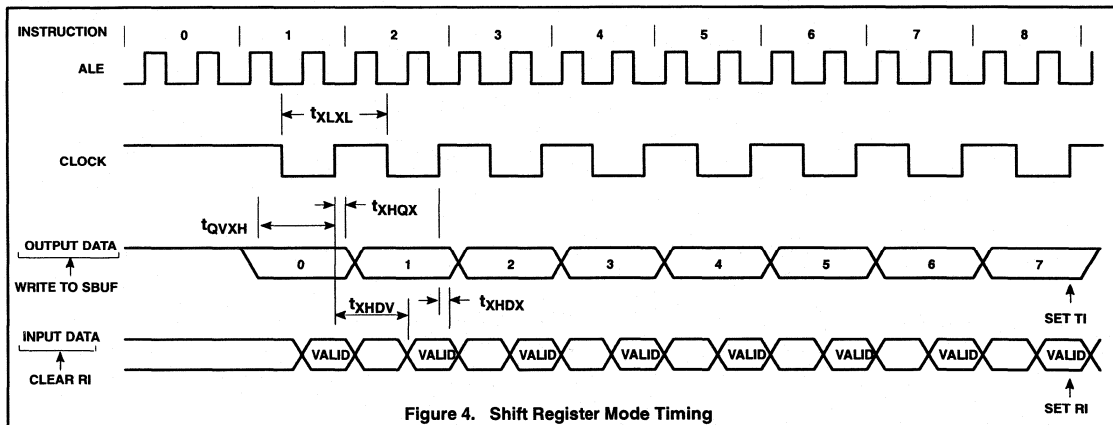 INSTRUCTION 0 1 2 3 4 5 6 7 8
ALE
tXLXL
CLOCK
tXHQX
tQVXH
OUTPUT DATA 0 1 2 3 4 5 6 7
WRITE TO SBUF
tXHDV tXHDX
SET TI
INPUT DATA VALID VALID VALID VALID VALID VALID VALID VALID
CLEAR RI
SET RI
Figure 4. Shift Register Mode Timing